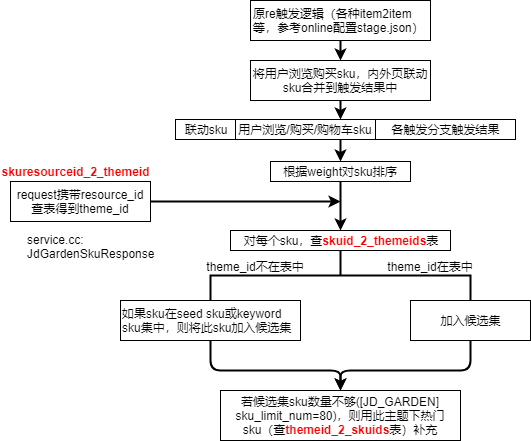 原re触发逻辑（各种item2item
等，参考online配置stage.json）
将用户浏览购买sku，内外页联动
sku合并到触发结果中
联动sku
用户浏览/购买/购物车sku
各触发分支触发结果
skuresourceid_2_themeid
根据weight对sku排序
request携带resource_id
查表得到theme_id
service.cc:
JdGardenSkuResponse
对每个sku，查skuid_2_themeids表
theme_id不在表中
theme_id在表中
如果sku在seed sku或keyword
sku集中，则将此sku加入候选集
加入候选集
若候选集sku数量不够([JD_GARDEN]
sku_limit_num=80)，则用此主题下热门
sku（查themeid_2_skuids表）补充